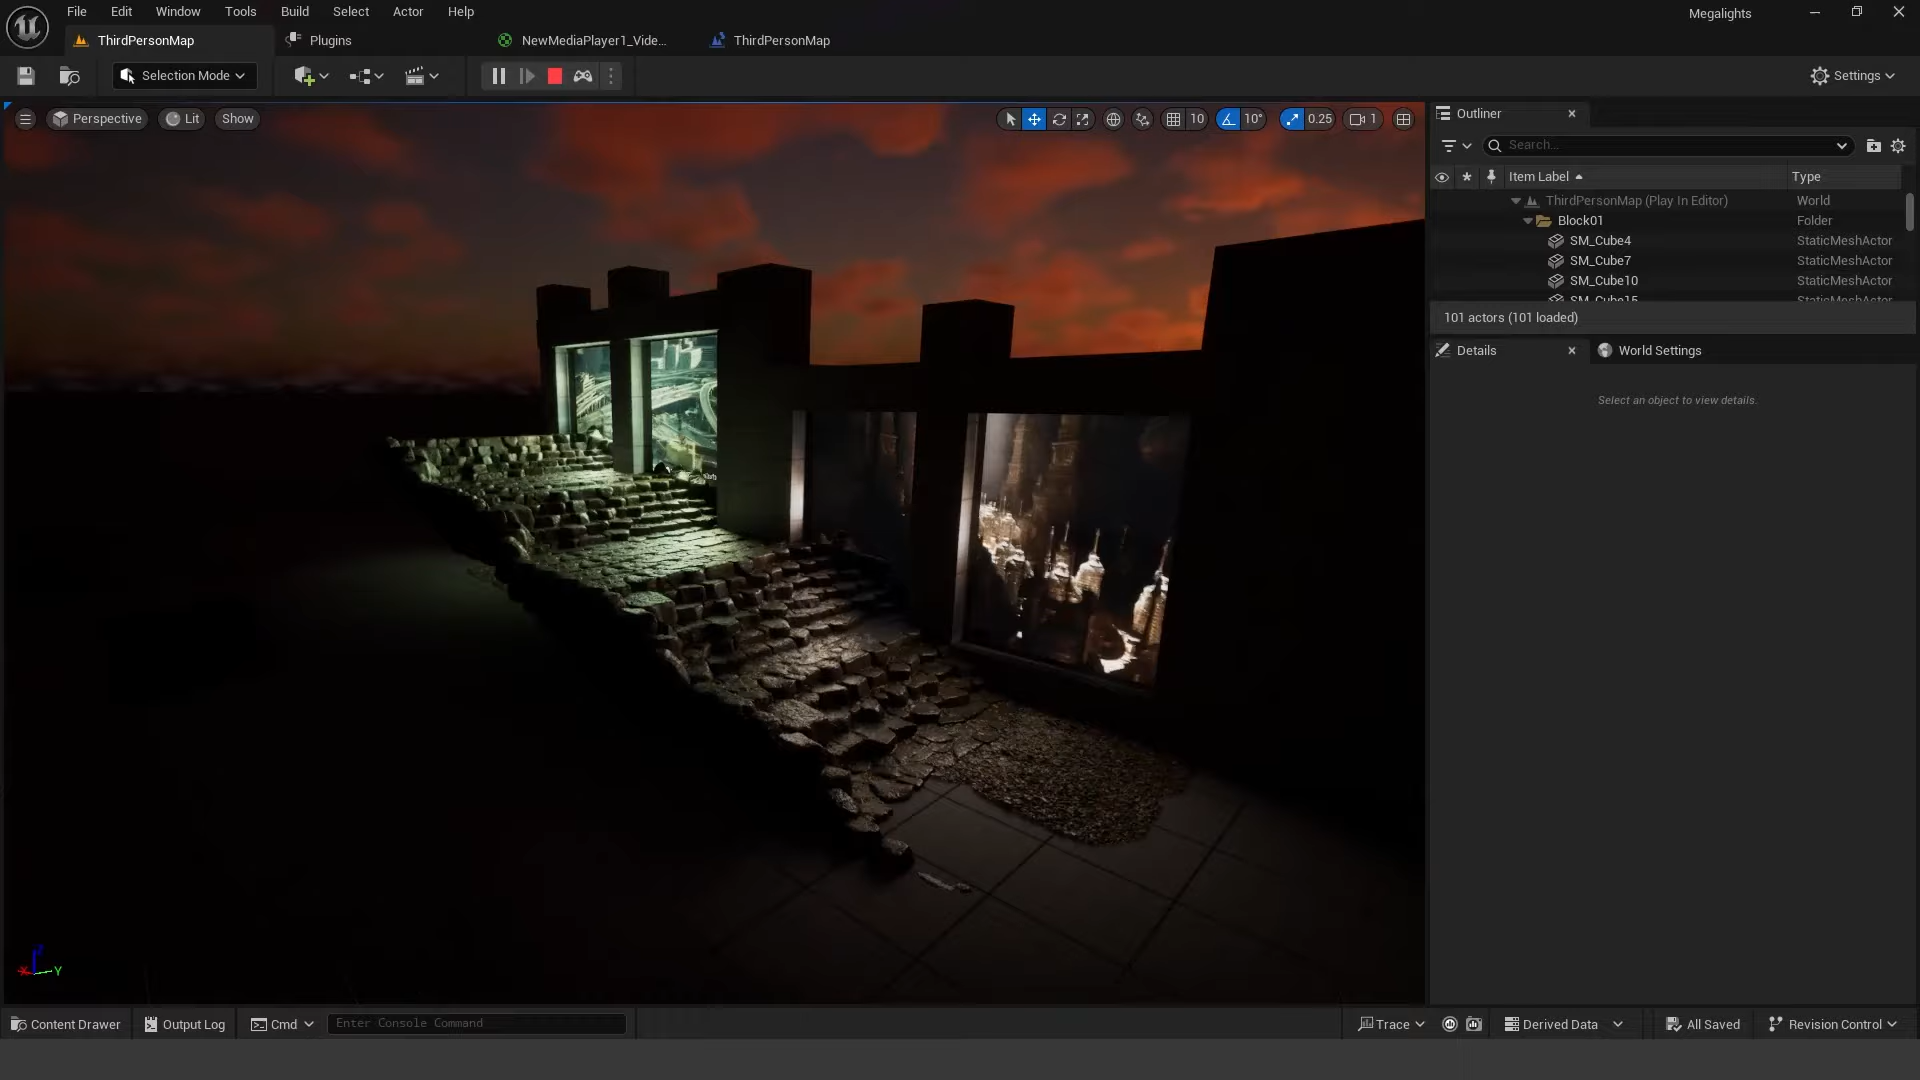 File Edit Window Tools Build Select Actor Help
Megalights
ThirdPersonMap
Plugins
NewMediaPlayer1_Vide...
ThirdPersonMap
Selection Mode
Settings
Perspective
Lit
Show
10
10°
0.25
1
Outliner
Search...
Item Label
Type
ThirdPersonMap (Play In Editor)
World
Block01
Folder
SM_Cube4
StaticMeshActor
SM_Cube7
StaticMeshActor
SM_Cube10
StaticMeshActor
SM_Cube15
StaticMeshActor
101 actors (101 loaded)
Details
World Settings
Select an object to view details.
X
Y
Content Drawer
Output Log
Cmd
Enter Console Command
Trace
Derived Data
All Saved
Revision Control